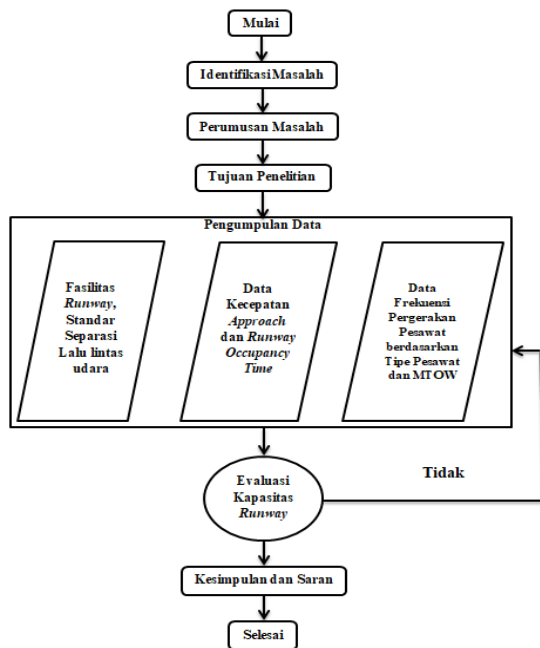 Mulai
Identifikasi Masalah
Perumusan Masalah
Tujuan Penelitian
Pengumpulan Data
Fasilitas
Runway,
Standar
Separasi
Lalu lintas
udara
Data
Kecepatan
Approach
dan Runway
Occupancy
Time
Data
Frekuensi
Pergerakan
Pesawat
berdasarkan
Tipe Pesawat
dan MTOW
Evaluasi
Kapasitas
Runway
Tidak
Kesimpulan dan Saran
Selesai